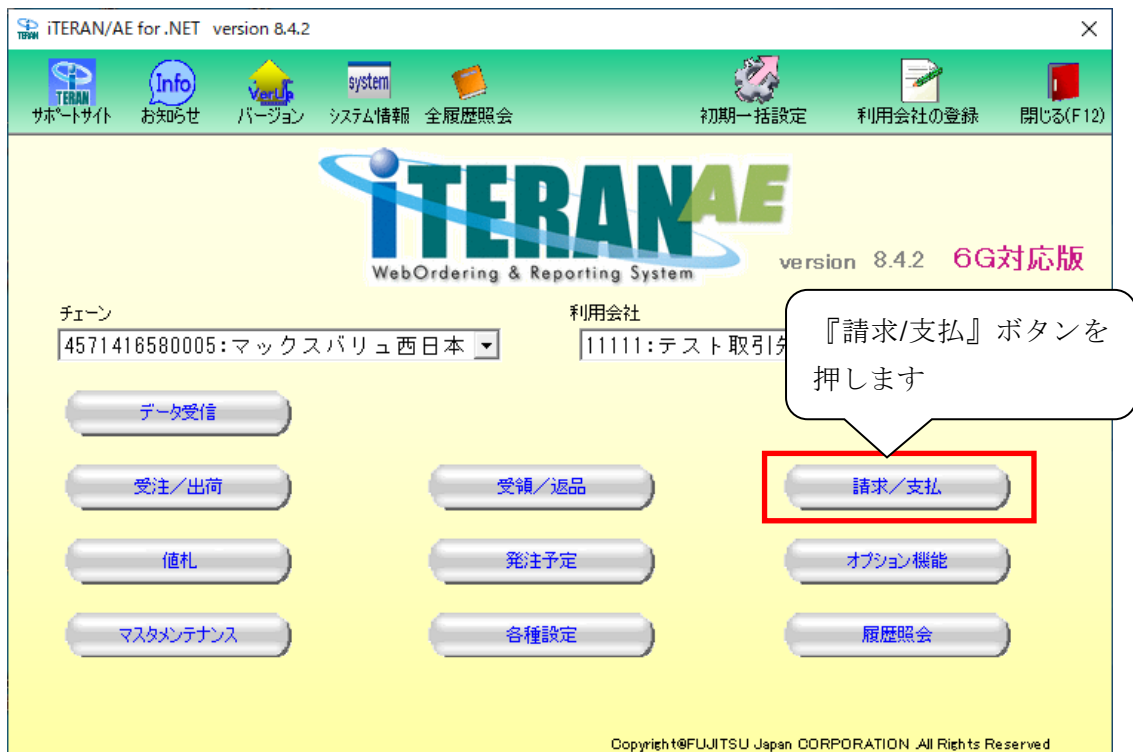 iTERAN/AE for .NET version 8.4.2
TERAN
サポートサイト
Info
お知らせ
VerUp
バージョン
system
システム情報
全履歴照会
初期一括設定
利用会社の登録
閉じる(F12)
iTERAN AE
WebOrdering & Reporting System
version 8.4.2 6G対応版
チェーン
利用会社
4571416580005:マックスバリュ西日本
11111:テスト取引先
『請求/支払』ボタンを
押します
データ受信
受注／出荷
受領／返品
請求／支払
値札
発注予定
オプション機能
マスタメンテナンス
各種設定
履歴照会
Copyright@FUJITSU Japan CORPORATION .All Rights Reserved